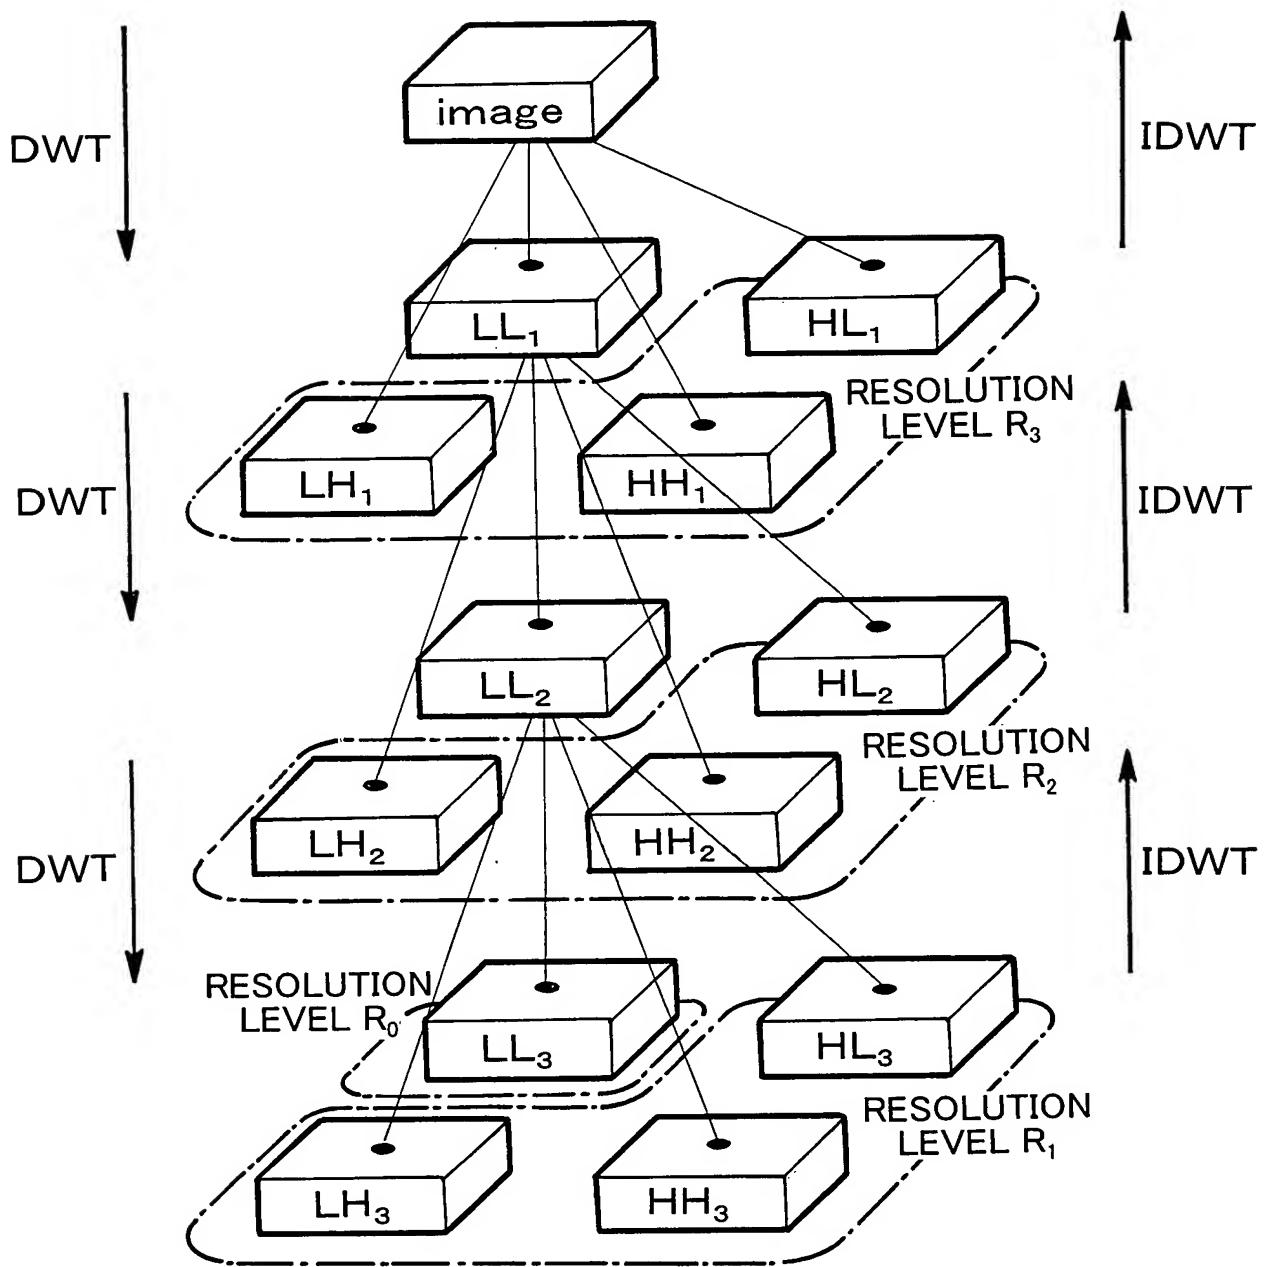 image
DWT
IDWT
LL₁
HL₁
RESOLUTION
LEVEL R₃
LH₁
HH₁
DWT
IDWT
LL₂
HL₂
RESOLUTION
LEVEL R₂
LH₂
HH₂
DWT
IDWT
RESOLUTION
LEVEL R₀
LL₃
HL₃
RESOLUTION
LEVEL R₁
LH₃
HH₃